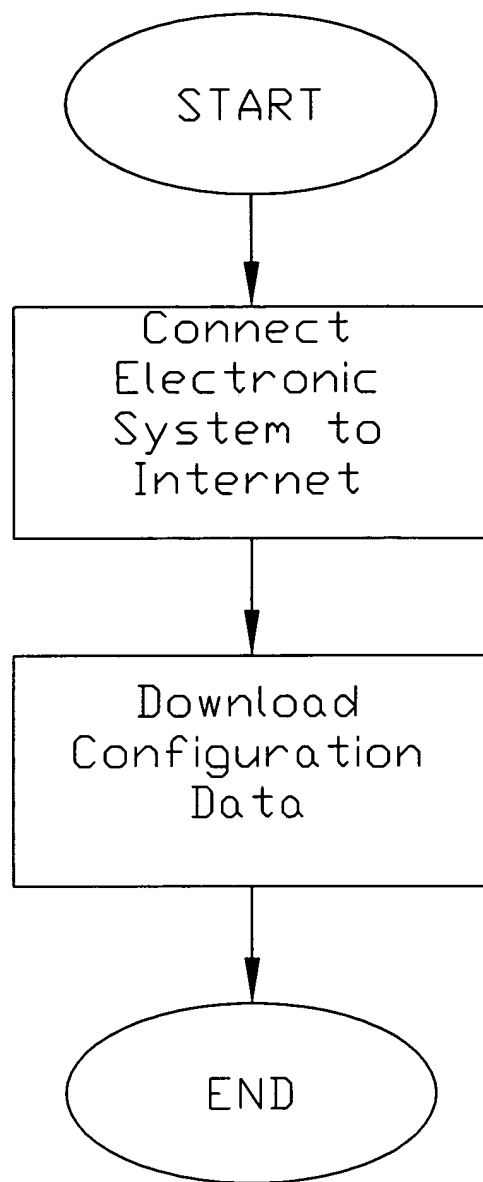 START
Connect
Electronic
System to
Internet
Download
Configuration
Data
END